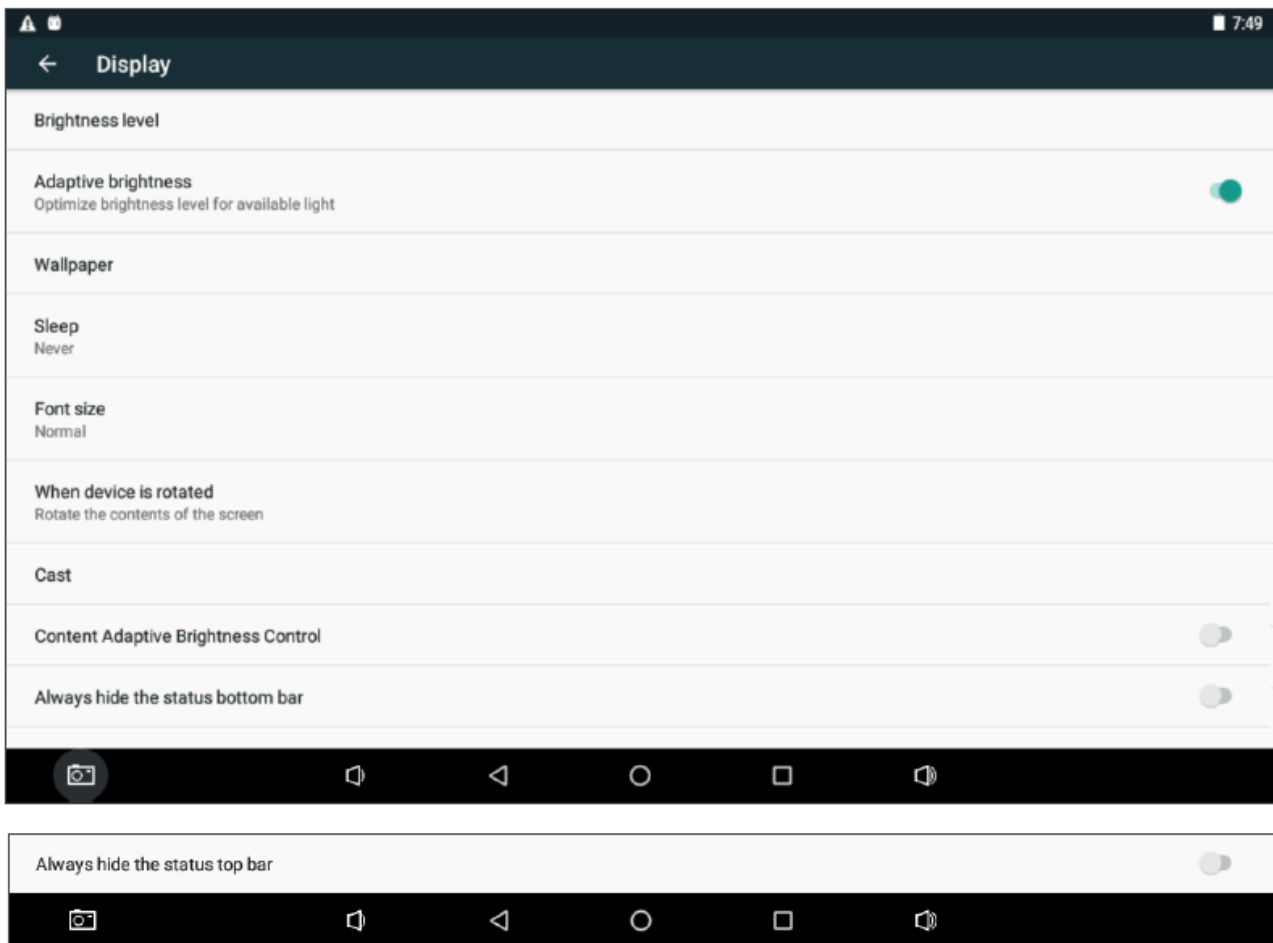 7:49
Display
Brightness level
Adaptive brightness
Optimize brightness level for available light
Wallpaper
Sleep
Never
Font size
Normal
When device is rotated
Rotate the contents of the screen
Cast
Content Adaptive Brightness Control
Always hide the status bottom bar
Always hide the status top bar